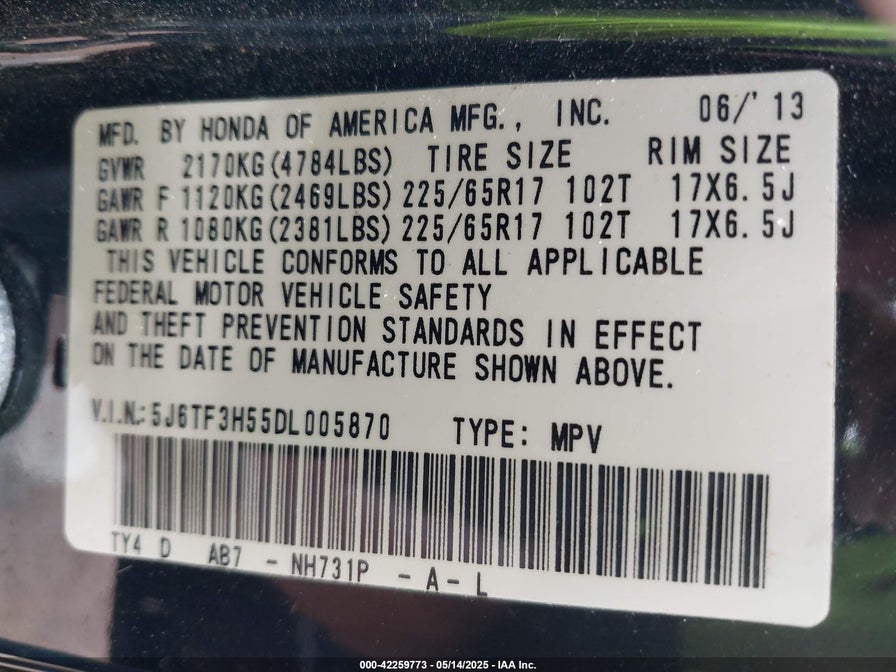 MFD. BY HONDA OF AMERICA MFG., INC. 06/'13
GVWR 2170KG(4784LBS) TIRE SIZE RIM SIZE
GAWR F 1120KG(2469LBS) 225/65R17 102T 17X6.5J
GAWR R 1080KG(2381LBS) 225/65R17 102T 17X6.5J
THIS VEHICLE CONFORMS TO ALL APPLICABLE
FEDERAL MOTOR VEHICLE SAFETY
AND THEFT PREVENTION STANDARDS IN EFFECT
ON THE DATE OF MANUFACTURE SHOWN ABOVE.
V.I.N.: 5J6TF3H55DL005870 TYPE: MPV
TY4 D AB7 - NH731P - A - L
000-42259773 - 05/14/2025 - IAA Inc.